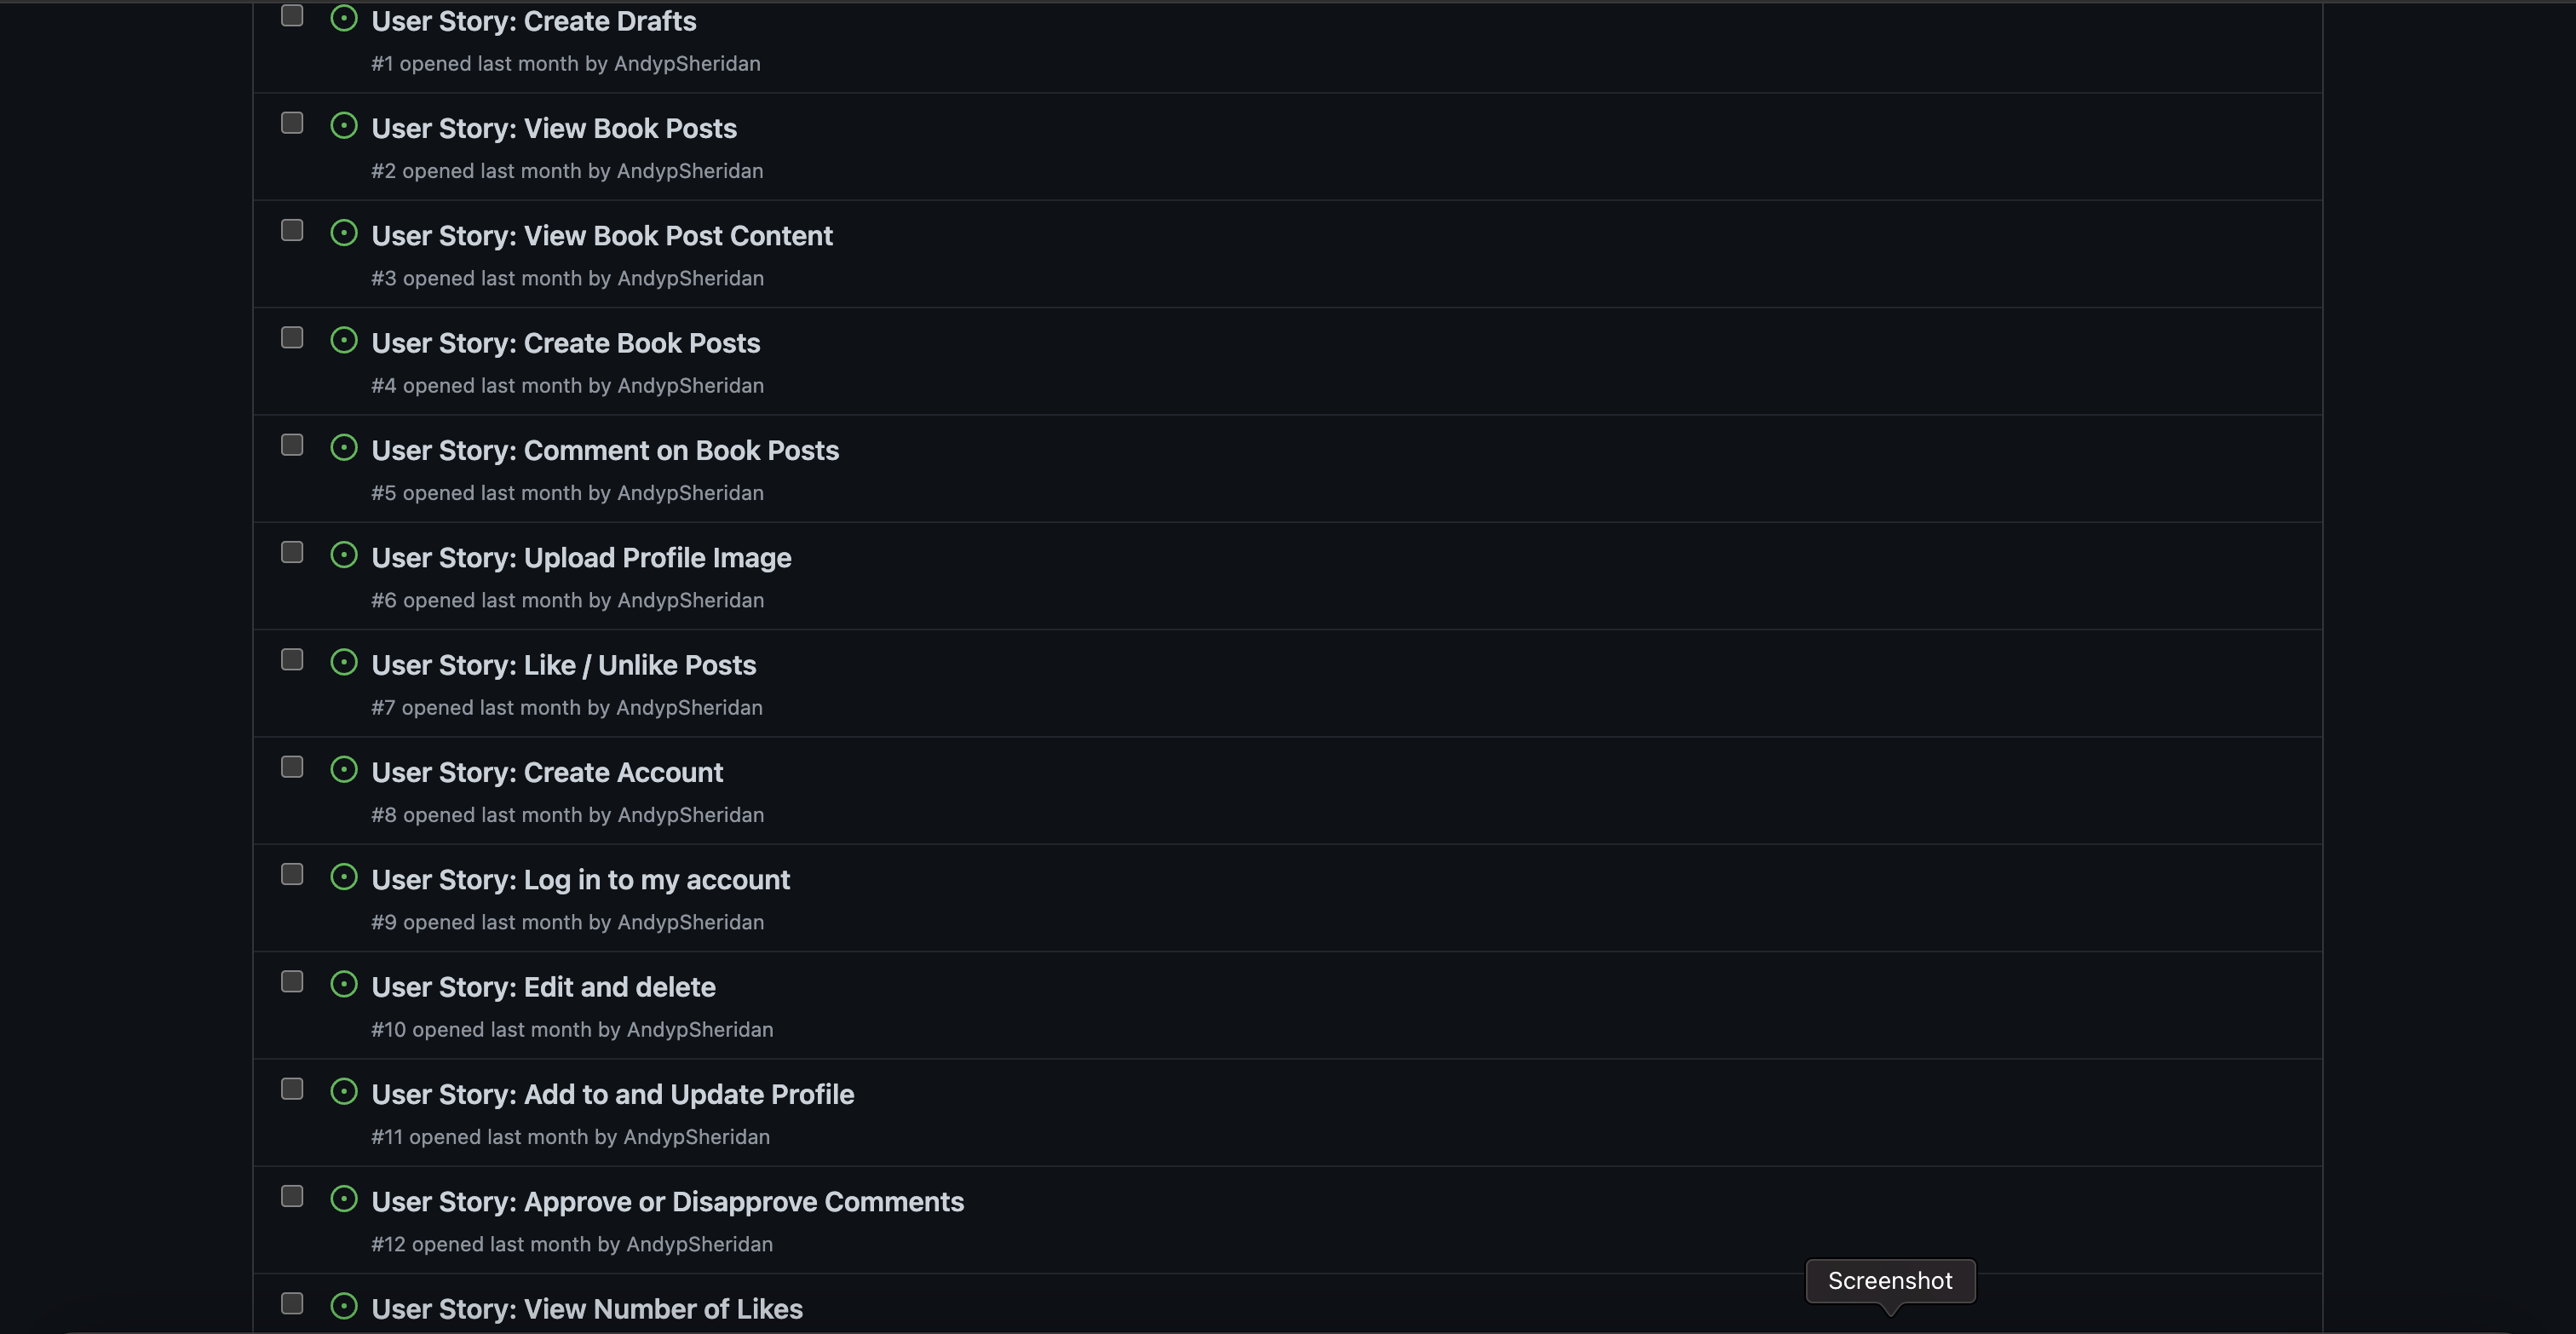 User Story: Create Drafts
#1 opened last month by AndypSheridan
User Story: View Book Posts
#2 opened last month by AndypSheridan
User Story: View Book Post Content
#3 opened last month by AndypSheridan
User Story: Create Book Posts
#4 opened last month by AndypSheridan
User Story: Comment on Book Posts
#5 opened last month by AndypSheridan
User Story: Upload Profile Image
#6 opened last month by AndypSheridan
User Story: Like / Unlike Posts
#7 opened last month by AndypSheridan
User Story: Create Account
#8 opened last month by AndypSheridan
User Story: Log in to my account
#9 opened last month by AndypSheridan
User Story: Edit and delete
#10 opened last month by AndypSheridan
User Story: Add to and Update Profile
#11 opened last month by AndypSheridan
User Story: Approve or Disapprove Comments
#12 opened last month by AndypSheridan
Screenshot
User Story: View Number of Likes